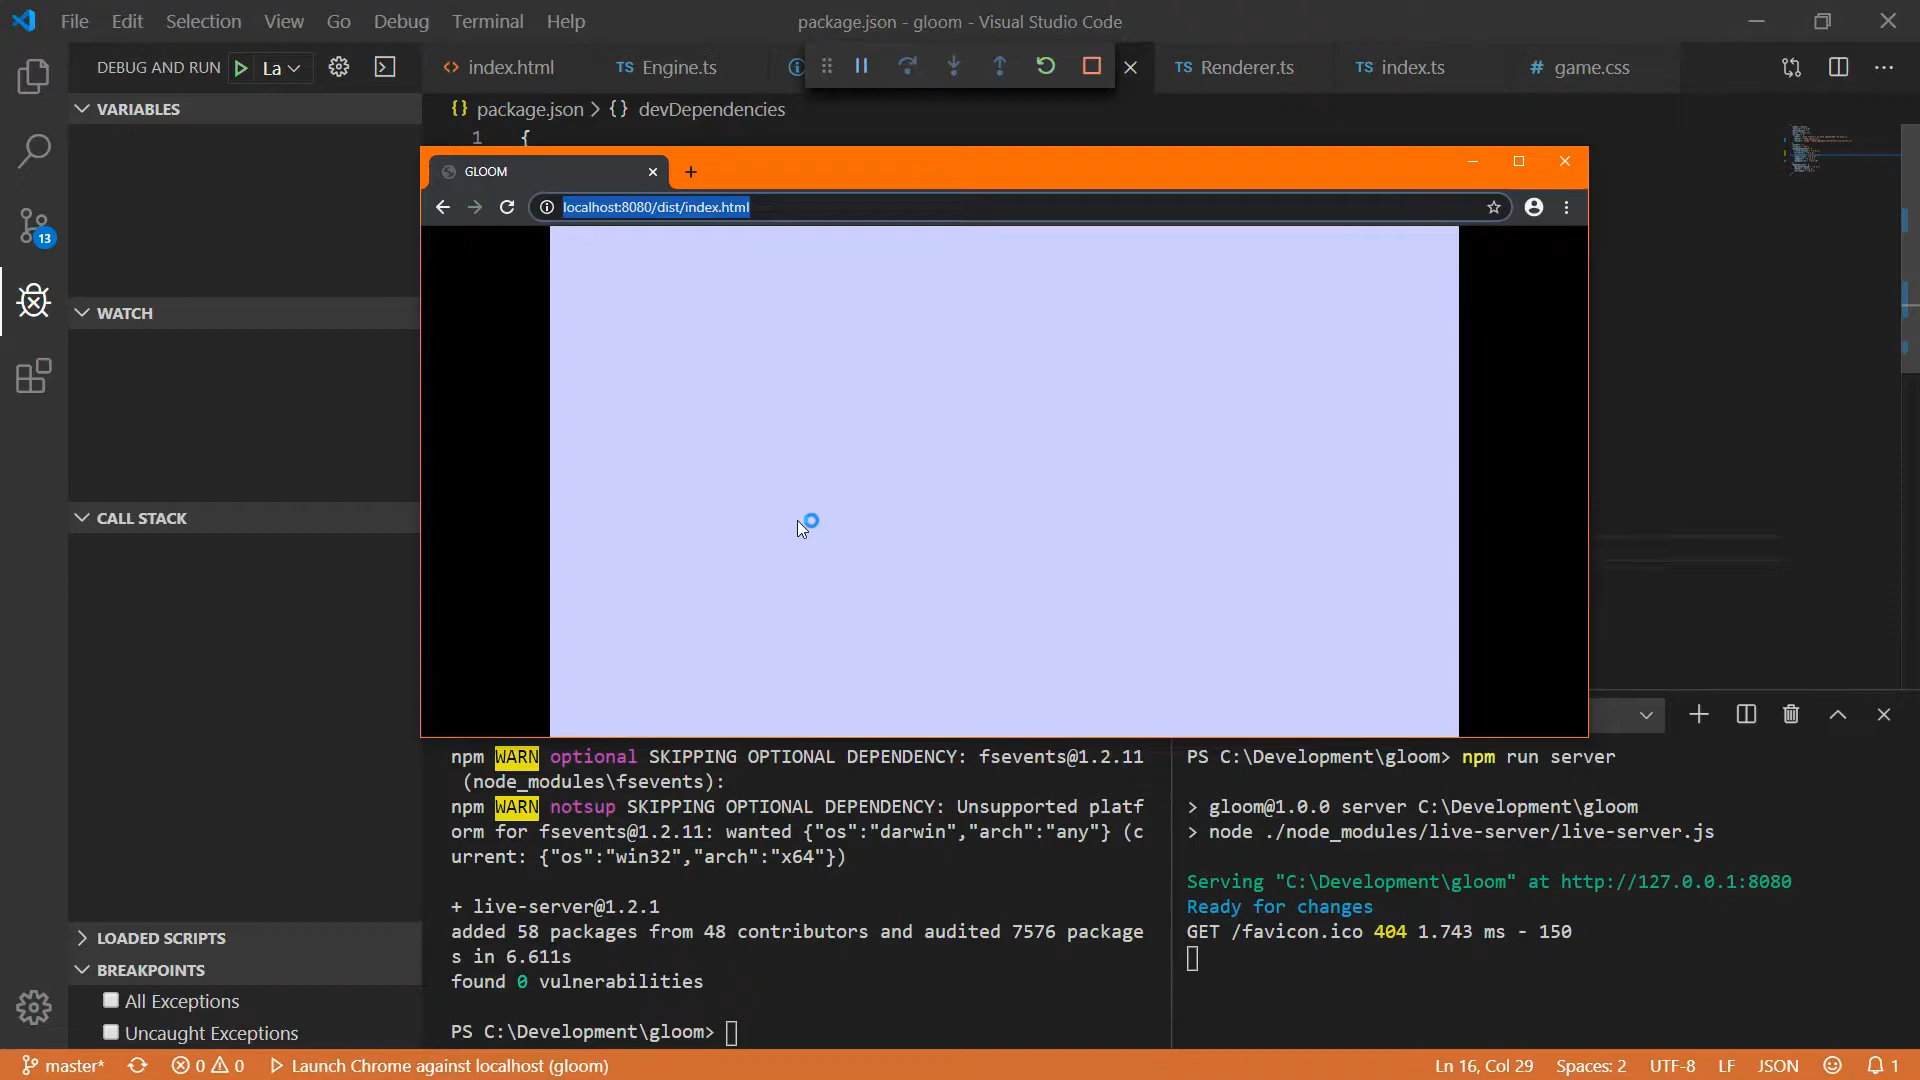 File Edit Selection View Go Debug Terminal Help
package.json - gloom - Visual Studio Code
DEBUG AND RUN La
index.html
TS Engine.ts
TS Renderer.ts
TS index.ts
# game.css
VARIABLES
{} package.json > {} devDependencies
1 {
GLOOM
localhost:8080/dist/index.html
13
WATCH
CALL STACK
LOADED SCRIPTS
BREAKPOINTS
All Exceptions
Uncaught Exceptions
npm WARN optional SKIPPING OPTIONAL DEPENDENCY: fsevents@1.2.11
(node_modules\fsevents):
npm WARN notsup SKIPPING OPTIONAL DEPENDENCY: Unsupported platf
orm for fsevents@1.2.11: wanted {"os":"darwin","arch":"any"} (c
urrent: {"os":"win32","arch":"x64"})
+ live-server@1.2.1
added 58 packages from 48 contributors and audited 7576 package
s in 6.611s
found 0 vulnerabilities
PS C:\Development\gloom>
PS C:\Development\gloom> npm run server
> gloom@1.0.0 server C:\Development\gloom
> node ./node_modules/live-server/live-server.js
Serving "C:\Development\gloom" at http://127.0.0.1:8080
Ready for changes
GET /favicon.ico 404 1.743 ms - 150
master* 0 0 Launch Chrome against localhost (gloom)
Ln 16, Col 29 Spaces: 2 UTF-8 LF JSON 1